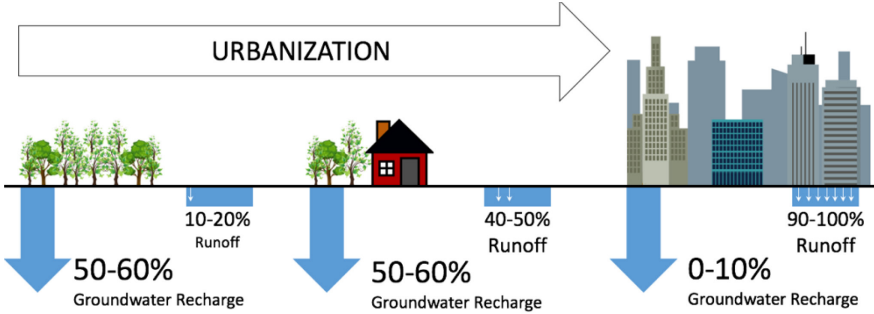 URBANIZATION
10-20%
Runoff
50-60%
Groundwater Recharge
40-50%
Runoff
50-60%
Groundwater Recharge
90-100%
Runoff
0-10%
Groundwater Recharge